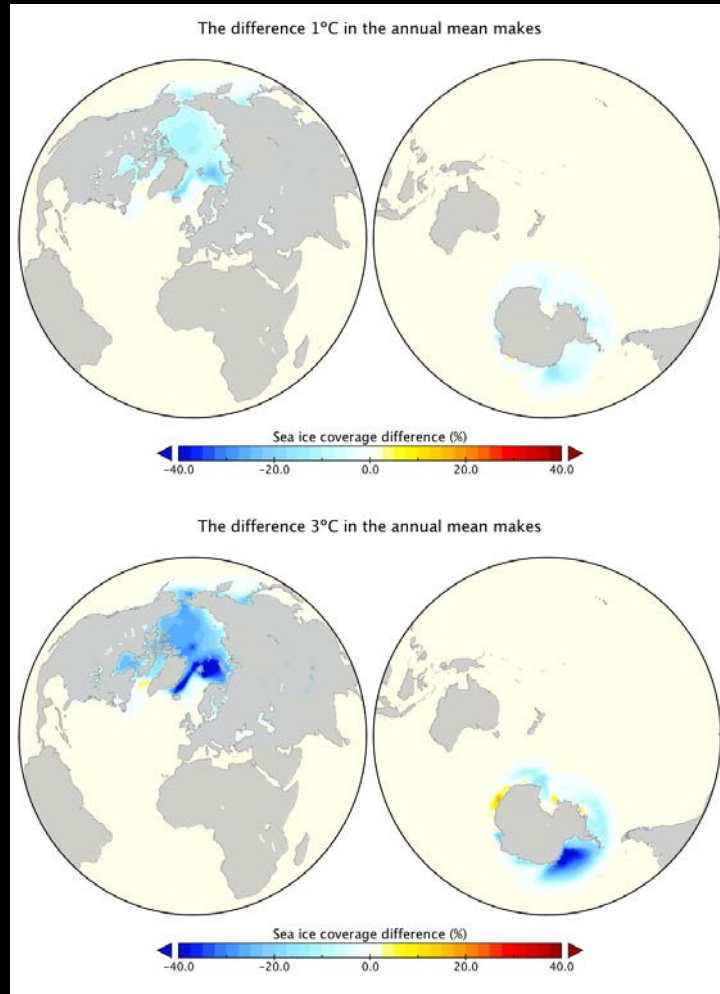 The difference 1ºC in the annual mean makes
Sea ice coverage difference (%)
-40.0 -20.0 0.0 20.0 40.0
The difference 3ºC in the annual mean makes
Sea ice coverage difference (%)
-40.0 -20.0 0.0 20.0 40.0